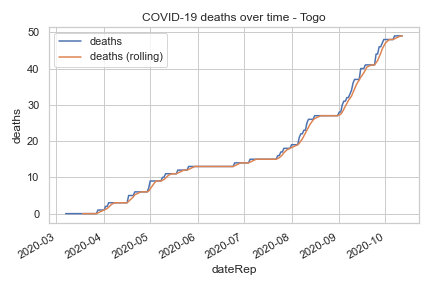 COVID-19 deaths over time - Togo
deaths
deaths (rolling)
50
40
30
20
10
0
deaths
2020-03
2020-04
2020-05
2020-06
2020-07
2020-08
2020-09
2020-10
dateRep